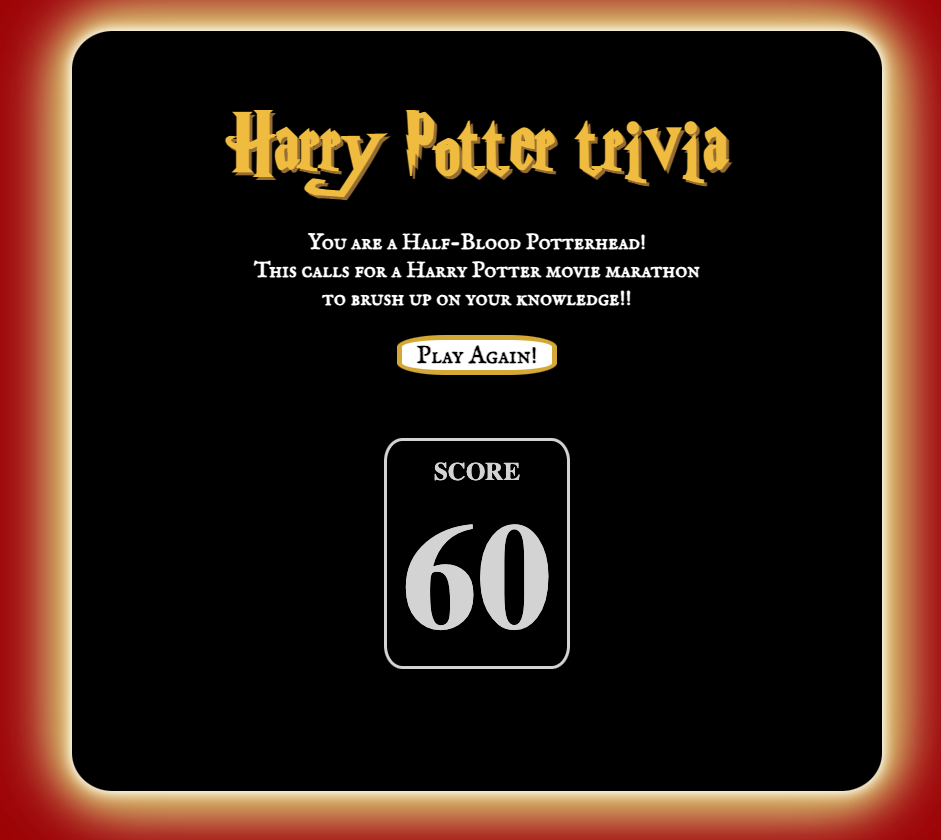 Harry Potter trivia
You are a Half-Blood Potterhead!
This calls for a Harry Potter movie marathon
to brush up on your knowledge!!
Play Again!
SCORE
60